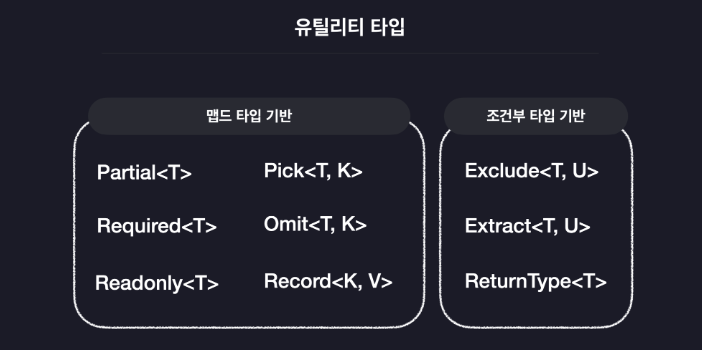 유틸리티 타입
맵드 타입 기반
Partial<T>
Pick<T, K>
Required<T>
Omit<T, K>
Readonly<T>
Record<K, V>
조건부 타입 기반
Exclude<T, U>
Extract<T, U>
ReturnType<T>